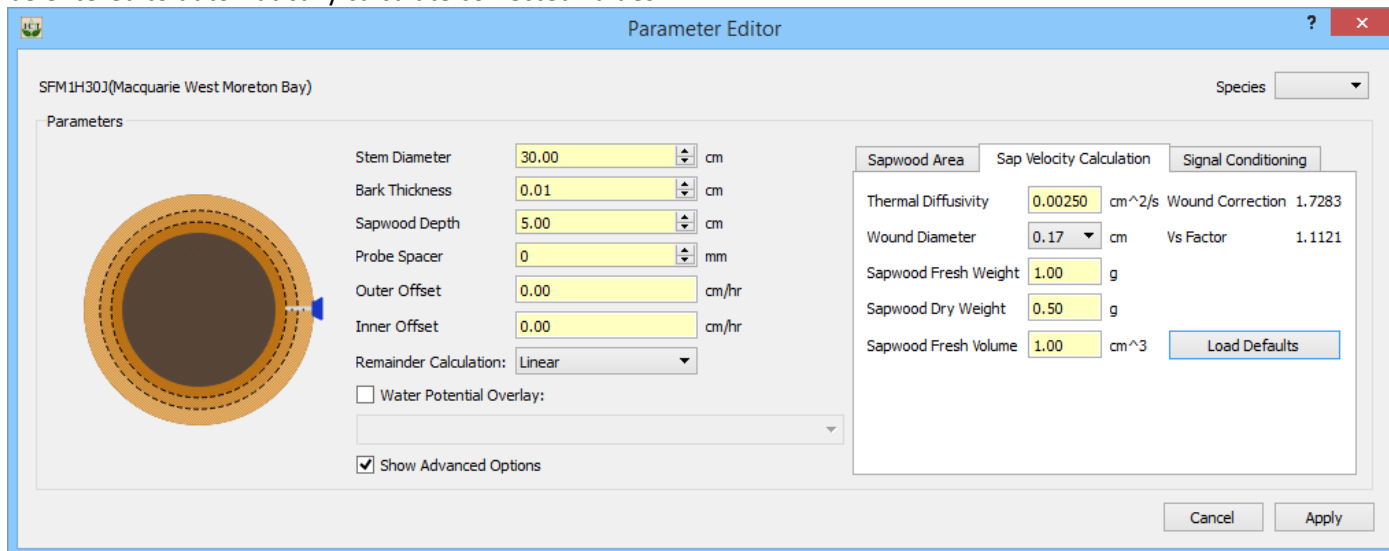 Parameter Editor
?
×
SFM1H30J(Macquarie West Moreton Bay)
Species
Parameters
Stem Diameter 30.00 cm
Bark Thickness 0.01 cm
Sapwood Depth 5.00 cm
Probe Spacer 0 mm
Outer Offset 0.00 cm/hr
Inner Offset 0.00 cm/hr
Remainder Calculation: Linear
Water Potential Overlay:
Show Advanced Options
Sapwood Area Sap Velocity Calculation Signal Conditioning
Thermal Diffusivity 0.00250 cm^2/s Wound Correction 1.7283
Wound Diameter 0.17 cm Vs Factor 1.1121
Sapwood Fresh Weight 1.00 g
Sapwood Dry Weight 0.50 g
Sapwood Fresh Volume 1.00 cm^3 Load Defaults
Cancel Apply